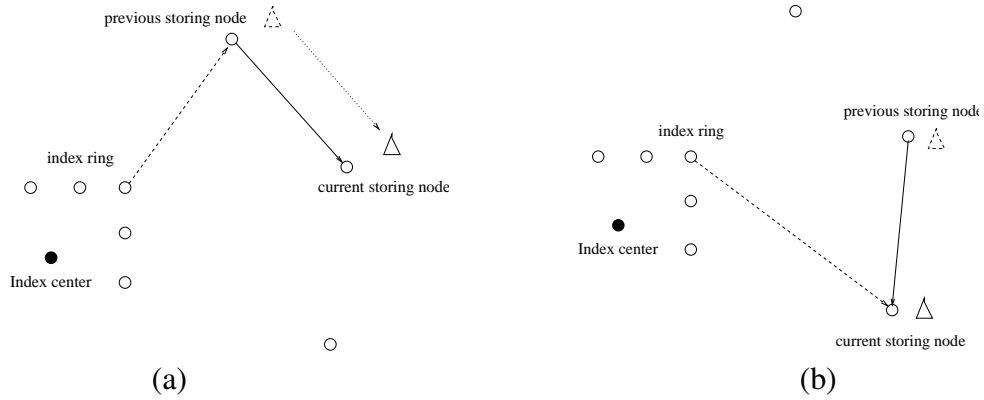 previous storing node
index ring
current storing node
Index center
(a)
previous storing node
index ring
Index center
current storing node
(b)